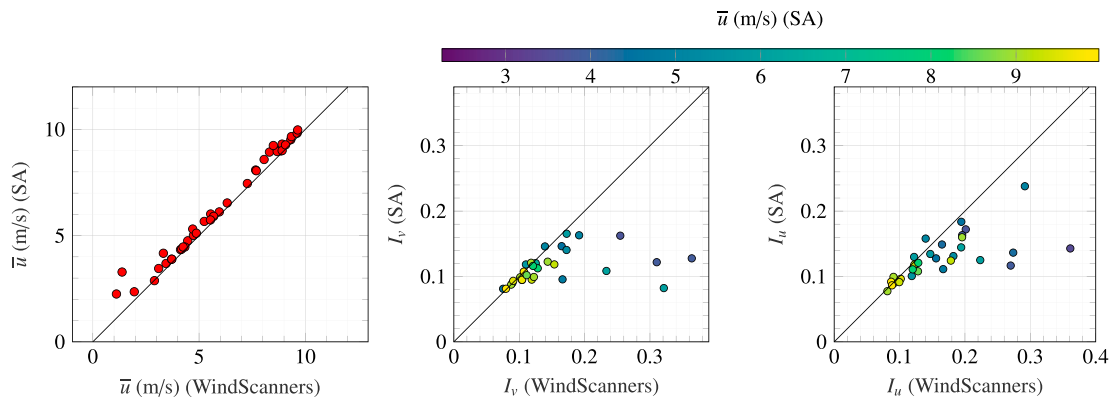 u̅ (m/s) (SA)
3 4 5 6 7 8 9
10
5
0
0 5 10
u̅ (m/s) (SA)
u̅ (m/s) (WindScanners)
0.3
0.2
0.1
0
0 0.1 0.2 0.3
I_v (SA)
I_v (WindScanners)
0.3
0.2
0.1
0
0 0.1 0.2 0.3 0.4
I_u (SA)
I_u (WindScanners)